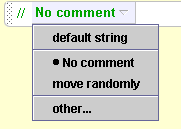 // No comment
default string
No comment
move randomly
other...